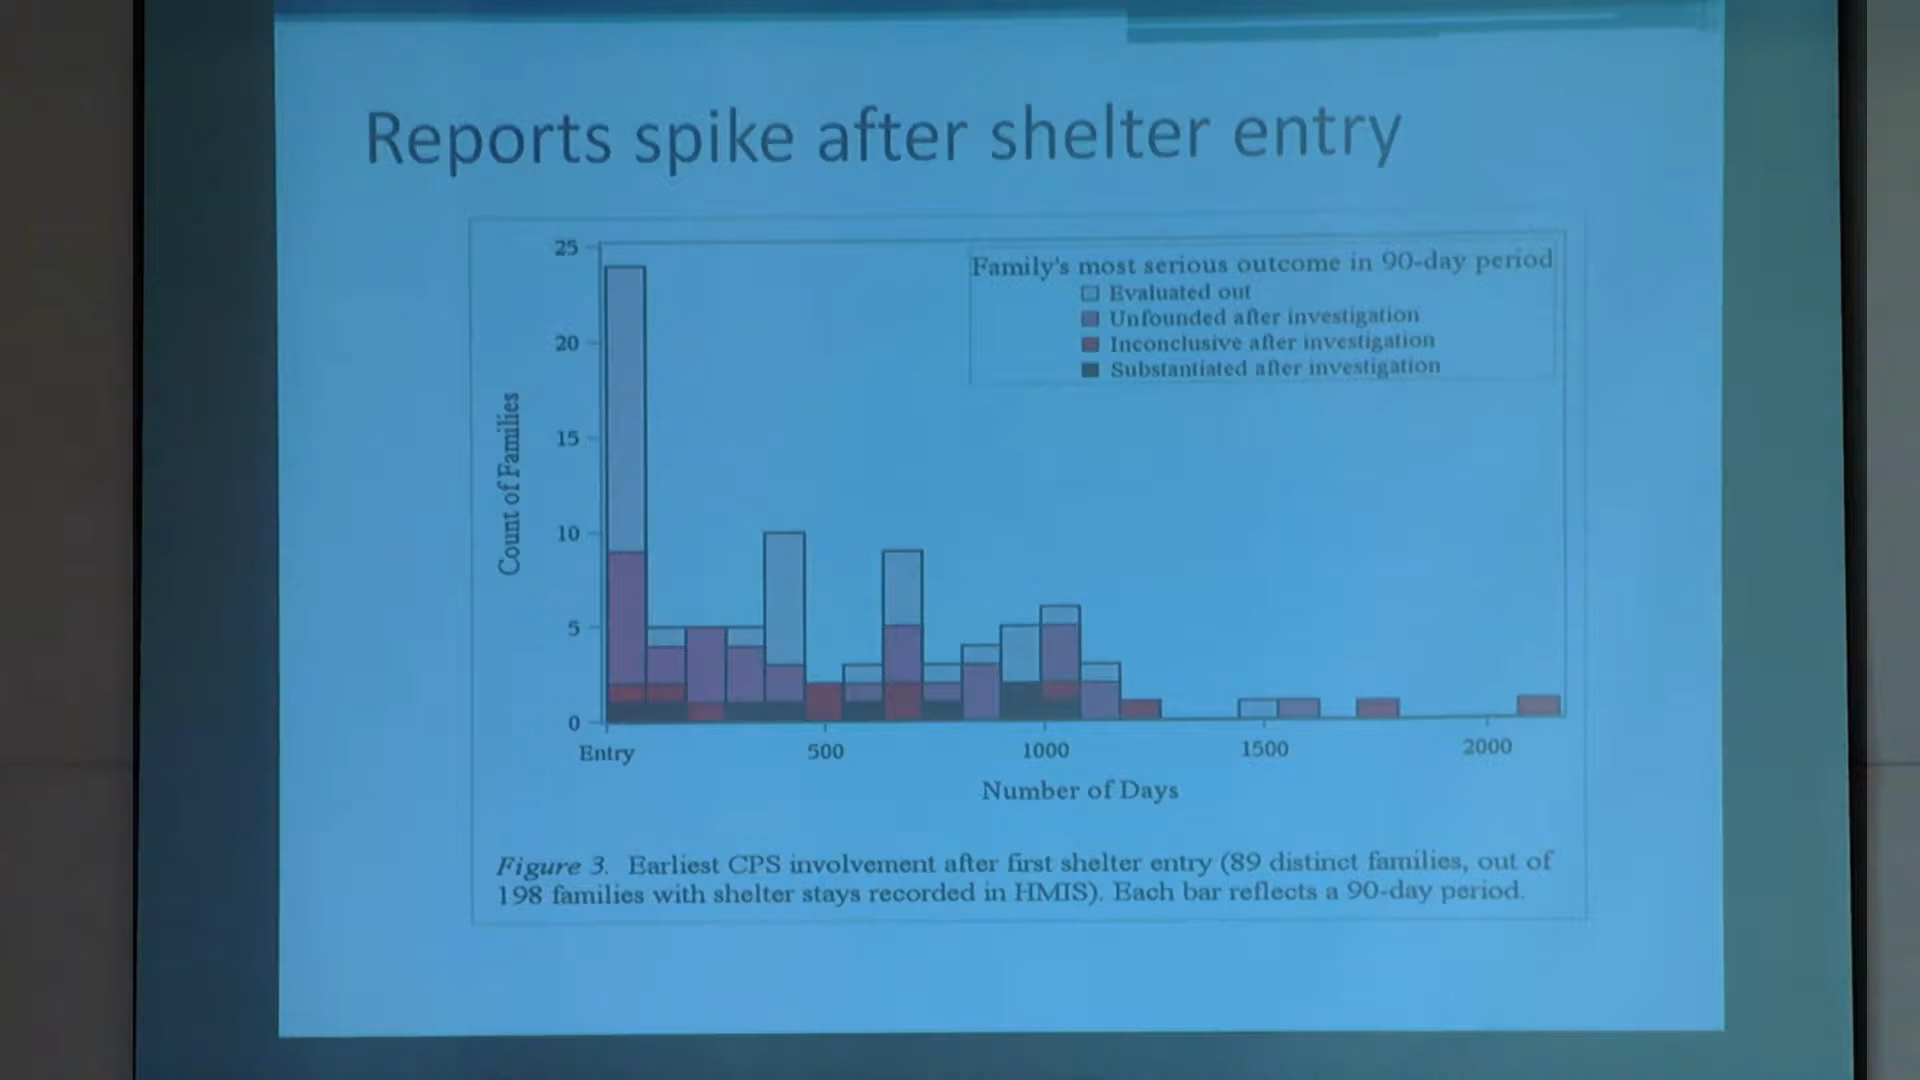 Reports spike after shelter entry
25
20
15
10
5
0
Count of Families
Family's most serious outcome in 90-day period
Evaluated out
Unfounded after investigation
Inconclusive after investigation
Substantiated after investigation
Entry 500 1000 1500 2000
Number of Days
Figure 3. Earliest CPS involvement after first shelter entry (89 distinct families, out of
198 families with shelter stays recorded in HMIS). Each bar reflects a 90-day period.